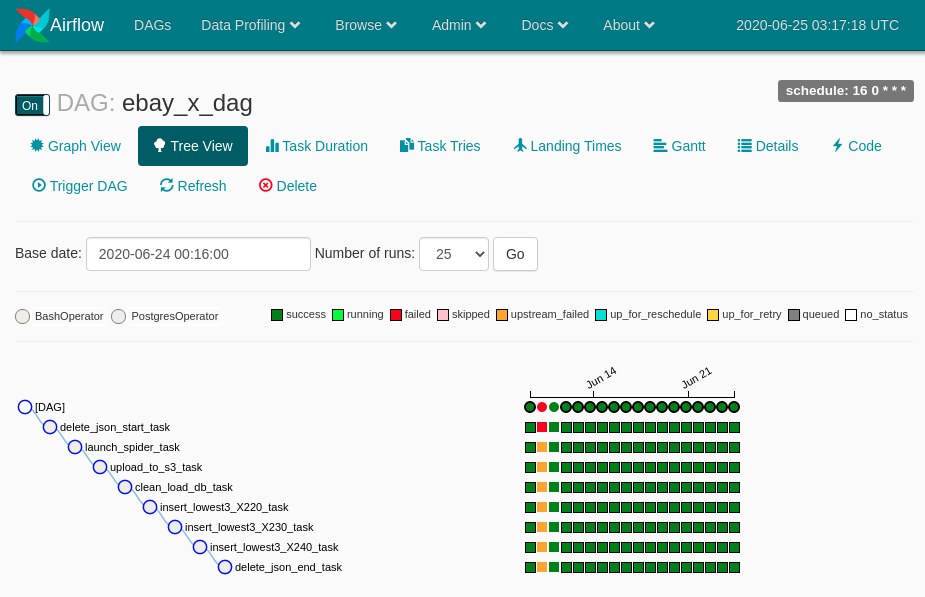 Airflow DAGs Data Profiling Browse Admin Docs About 2020-06-25 03:17:18 UTC
schedule: 16 0 * * *
On DAG: ebay_x_dag
Graph View Tree View Task Duration Task Tries Landing Times Gantt Details Code
Trigger DAG Refresh Delete
Base date: 2020-06-24 00:16:00 Number of runs: 25 Go
BashOperator PostgresOperator success running failed skipped upstream_failed up_for_reschedule up_for_retry queued no_status
Jun 14 Jun 21
[DAG]
delete_json_start_task
launch_spider_task
upload_to_s3_task
clean_load_db_task
insert_lowest3_X220_task
insert_lowest3_X230_task
insert_lowest3_X240_task
delete_json_end_task